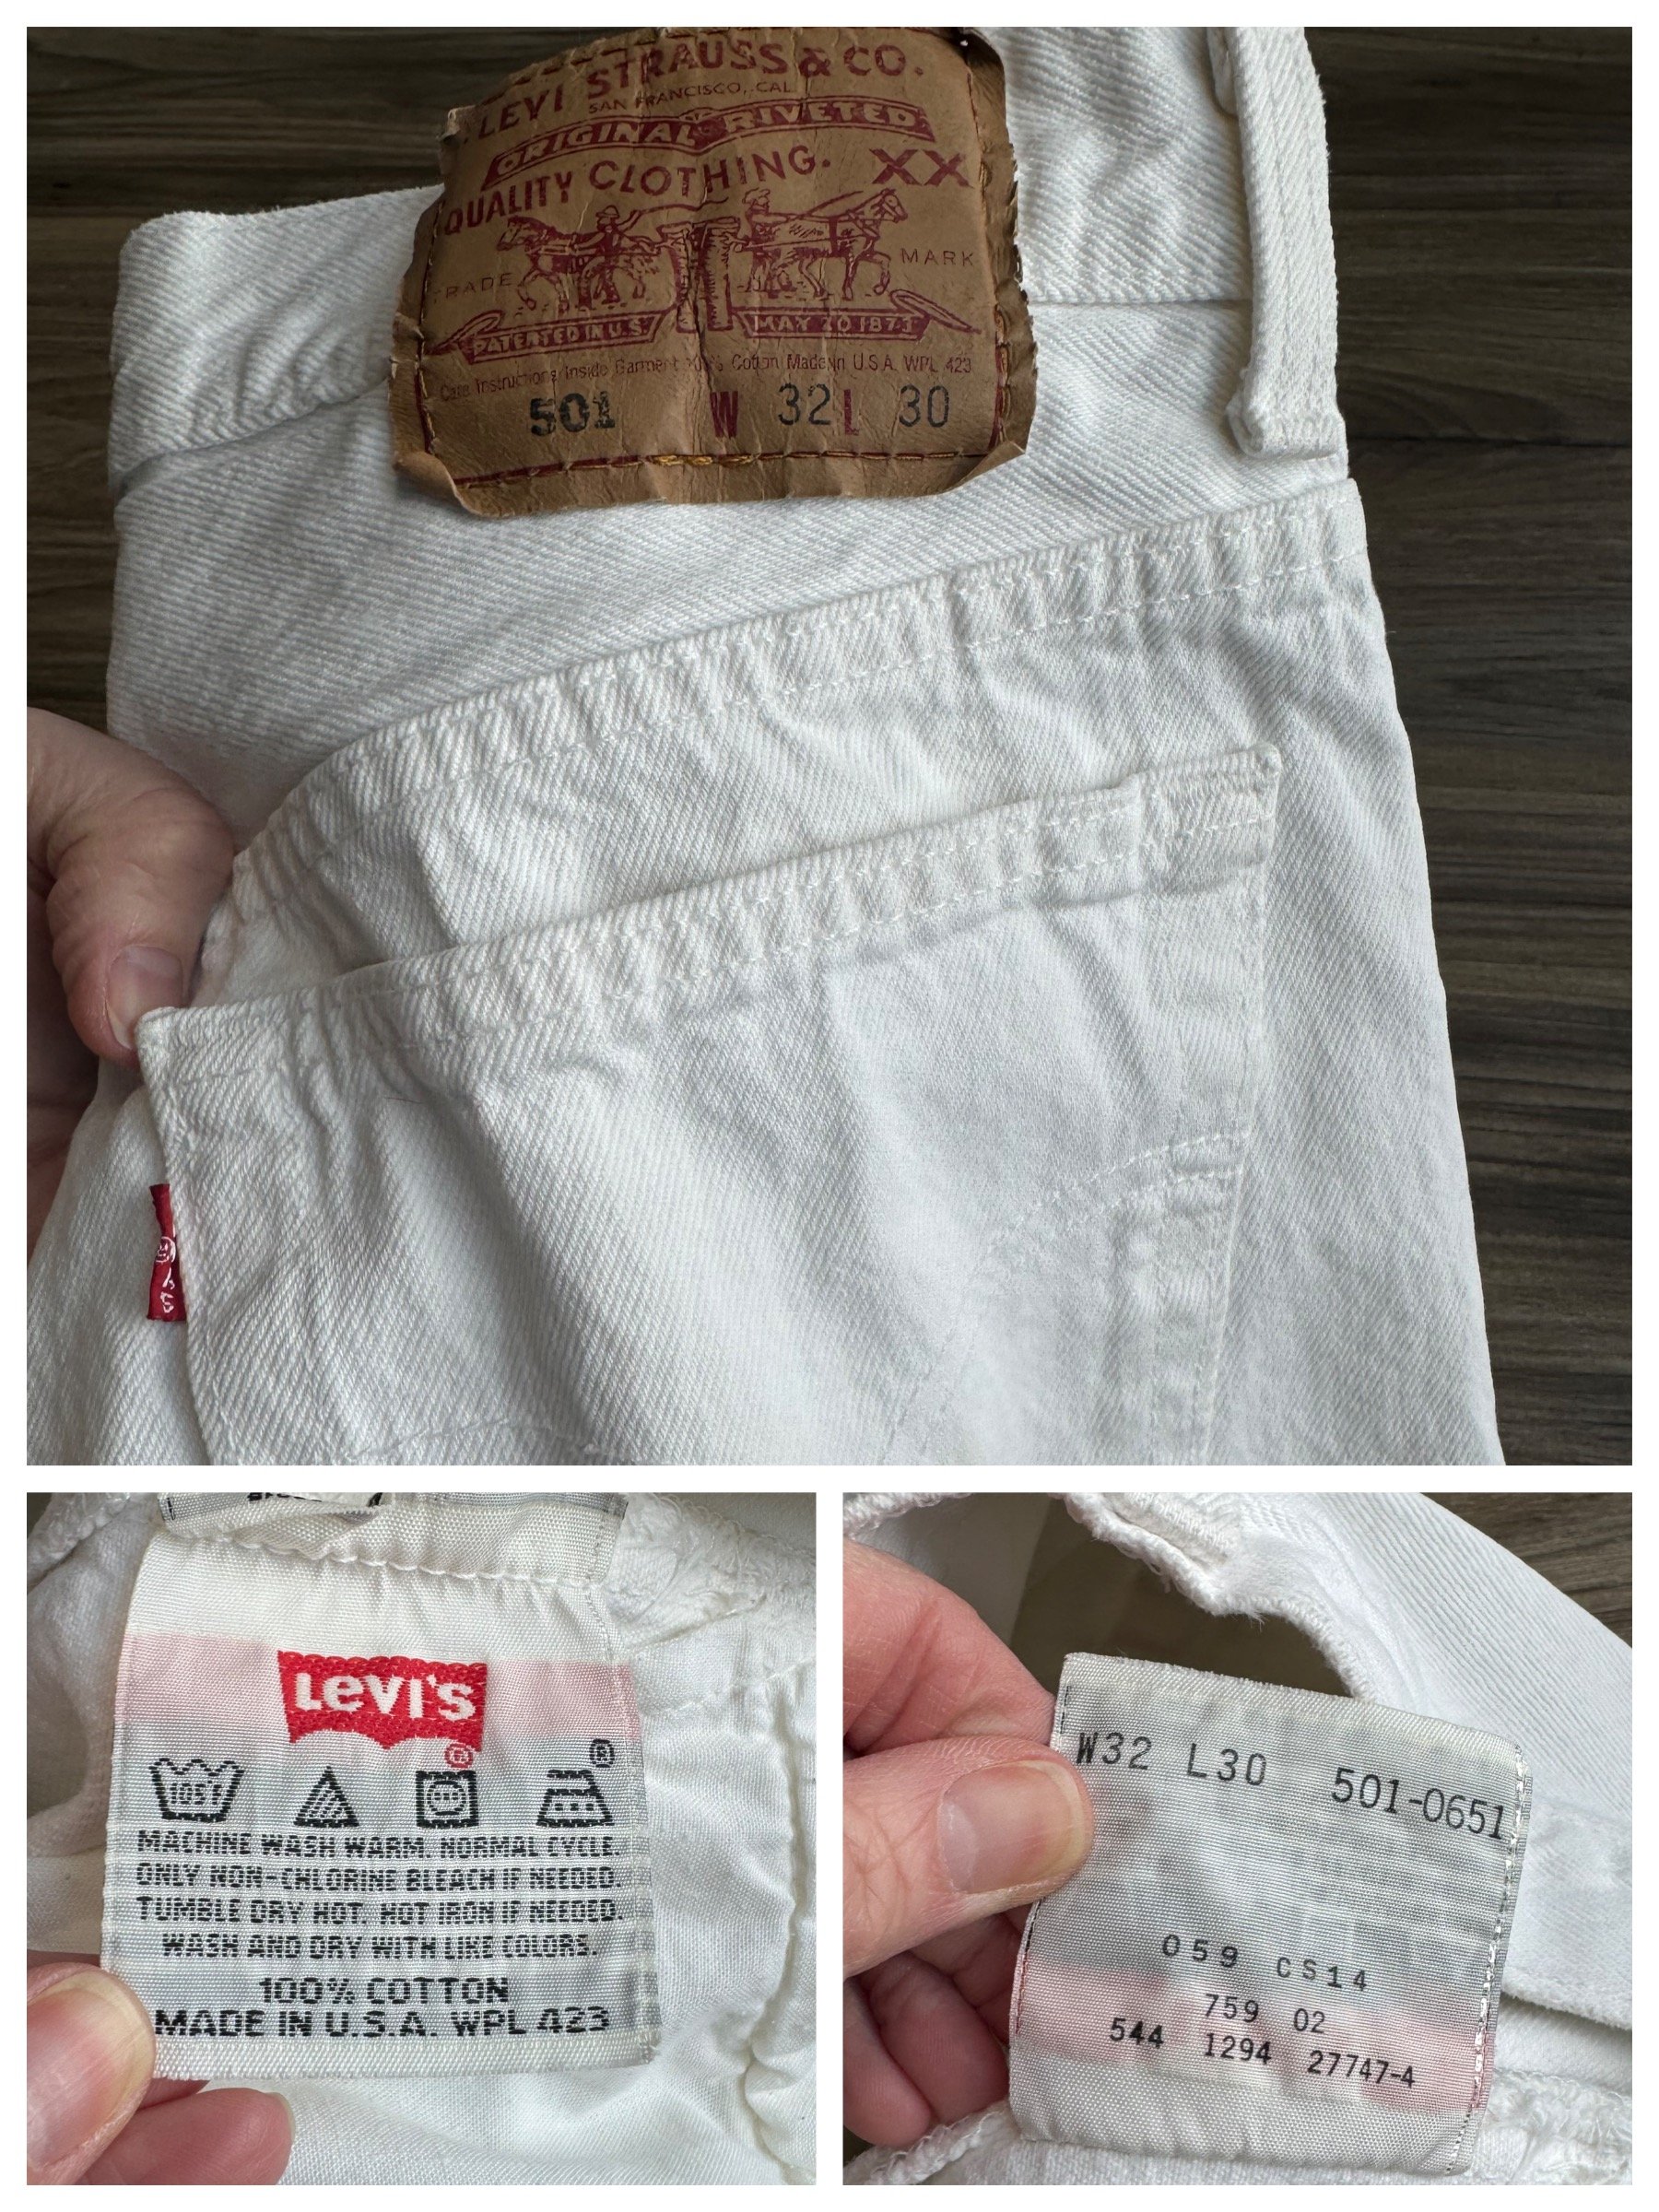 LEVI STRAUSS & CO.
SAN FRANCISCO, CAL
ORIGINAL RIVETED
QUALITY CLOTHING. XX
TRADE MARK
PATENTED IN U.S. MAY 20 1873
Care Instructions Inside Garment 100% Cotton Made in U.S.A. WPL 423
501 W 32 L 30
LEVI'S
105F
MACHINE WASH WARM. NORMAL CYCLE.
ONLY NON-CHLORINE BLEACH IF NEEDED.
TUMBLE DRY HOT. HOT IRON IF NEEDED.
WASH AND DRY WITH LIKE COLORS.
100% COTTON
MADE IN U.S.A. WPL 423
W32 L30 501-0651
059 CS14
759 02
544 1294 27747-4